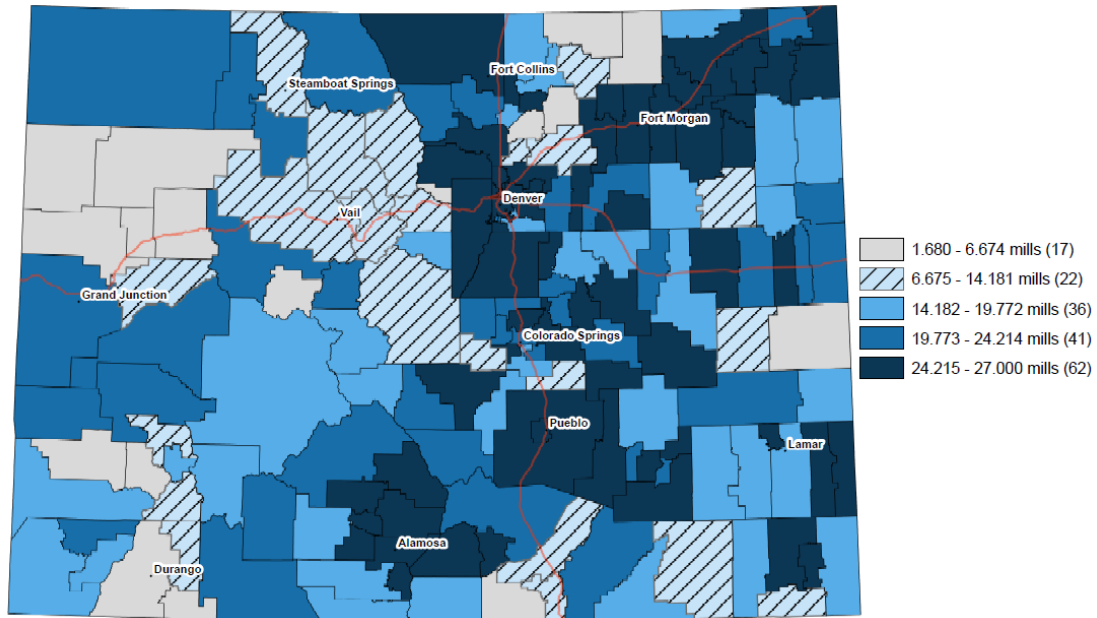 Fort Collins
Steamboat Springs
Fort Morgan
Denver
Vail
Grand Junction
Colorado Springs
Pueblo
Lamar
Alamosa
Durango
1.680 - 6.674 mills (17)
6.675 - 14.181 mills (22)
14.182 - 19.772 mills (36)
19.773 - 24.214 mills (41)
24.215 - 27.000 mills (62)